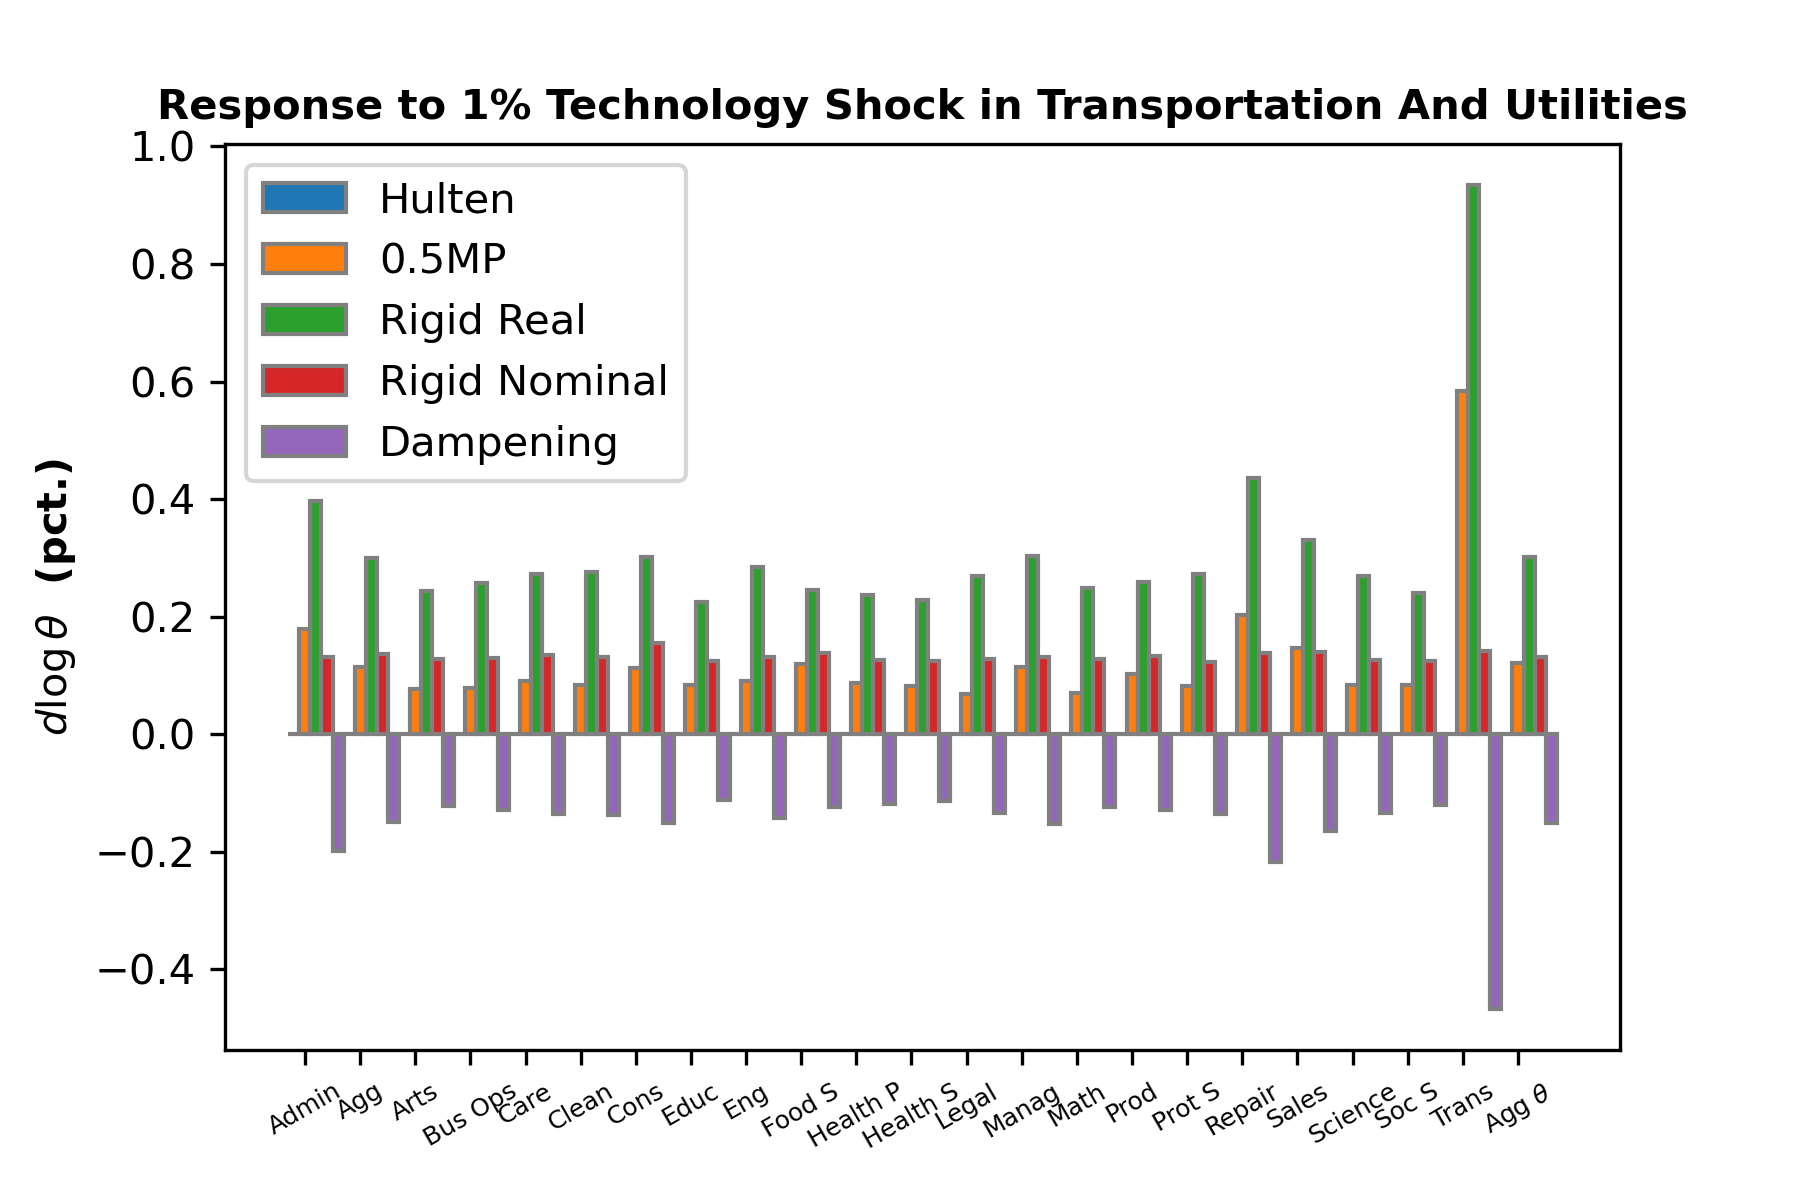 Response to 1% Technology Shock in Transportation And Utilities
1.0
0.8
0.6
0.4
0.2
0.0
−0.2
−0.4
dlog θ (pct.)
Hulten
0.5MP
Rigid Real
Rigid Nominal
Dampening
Admin
Agg
Arts
Bus Ops
Care
Clean
Cons
Educ
Eng
Food S
Health P
Health S
Legal
Manag
Math
Prod
Prot S
Repair
Sales
Science
Soc S
Trans
Agg θ